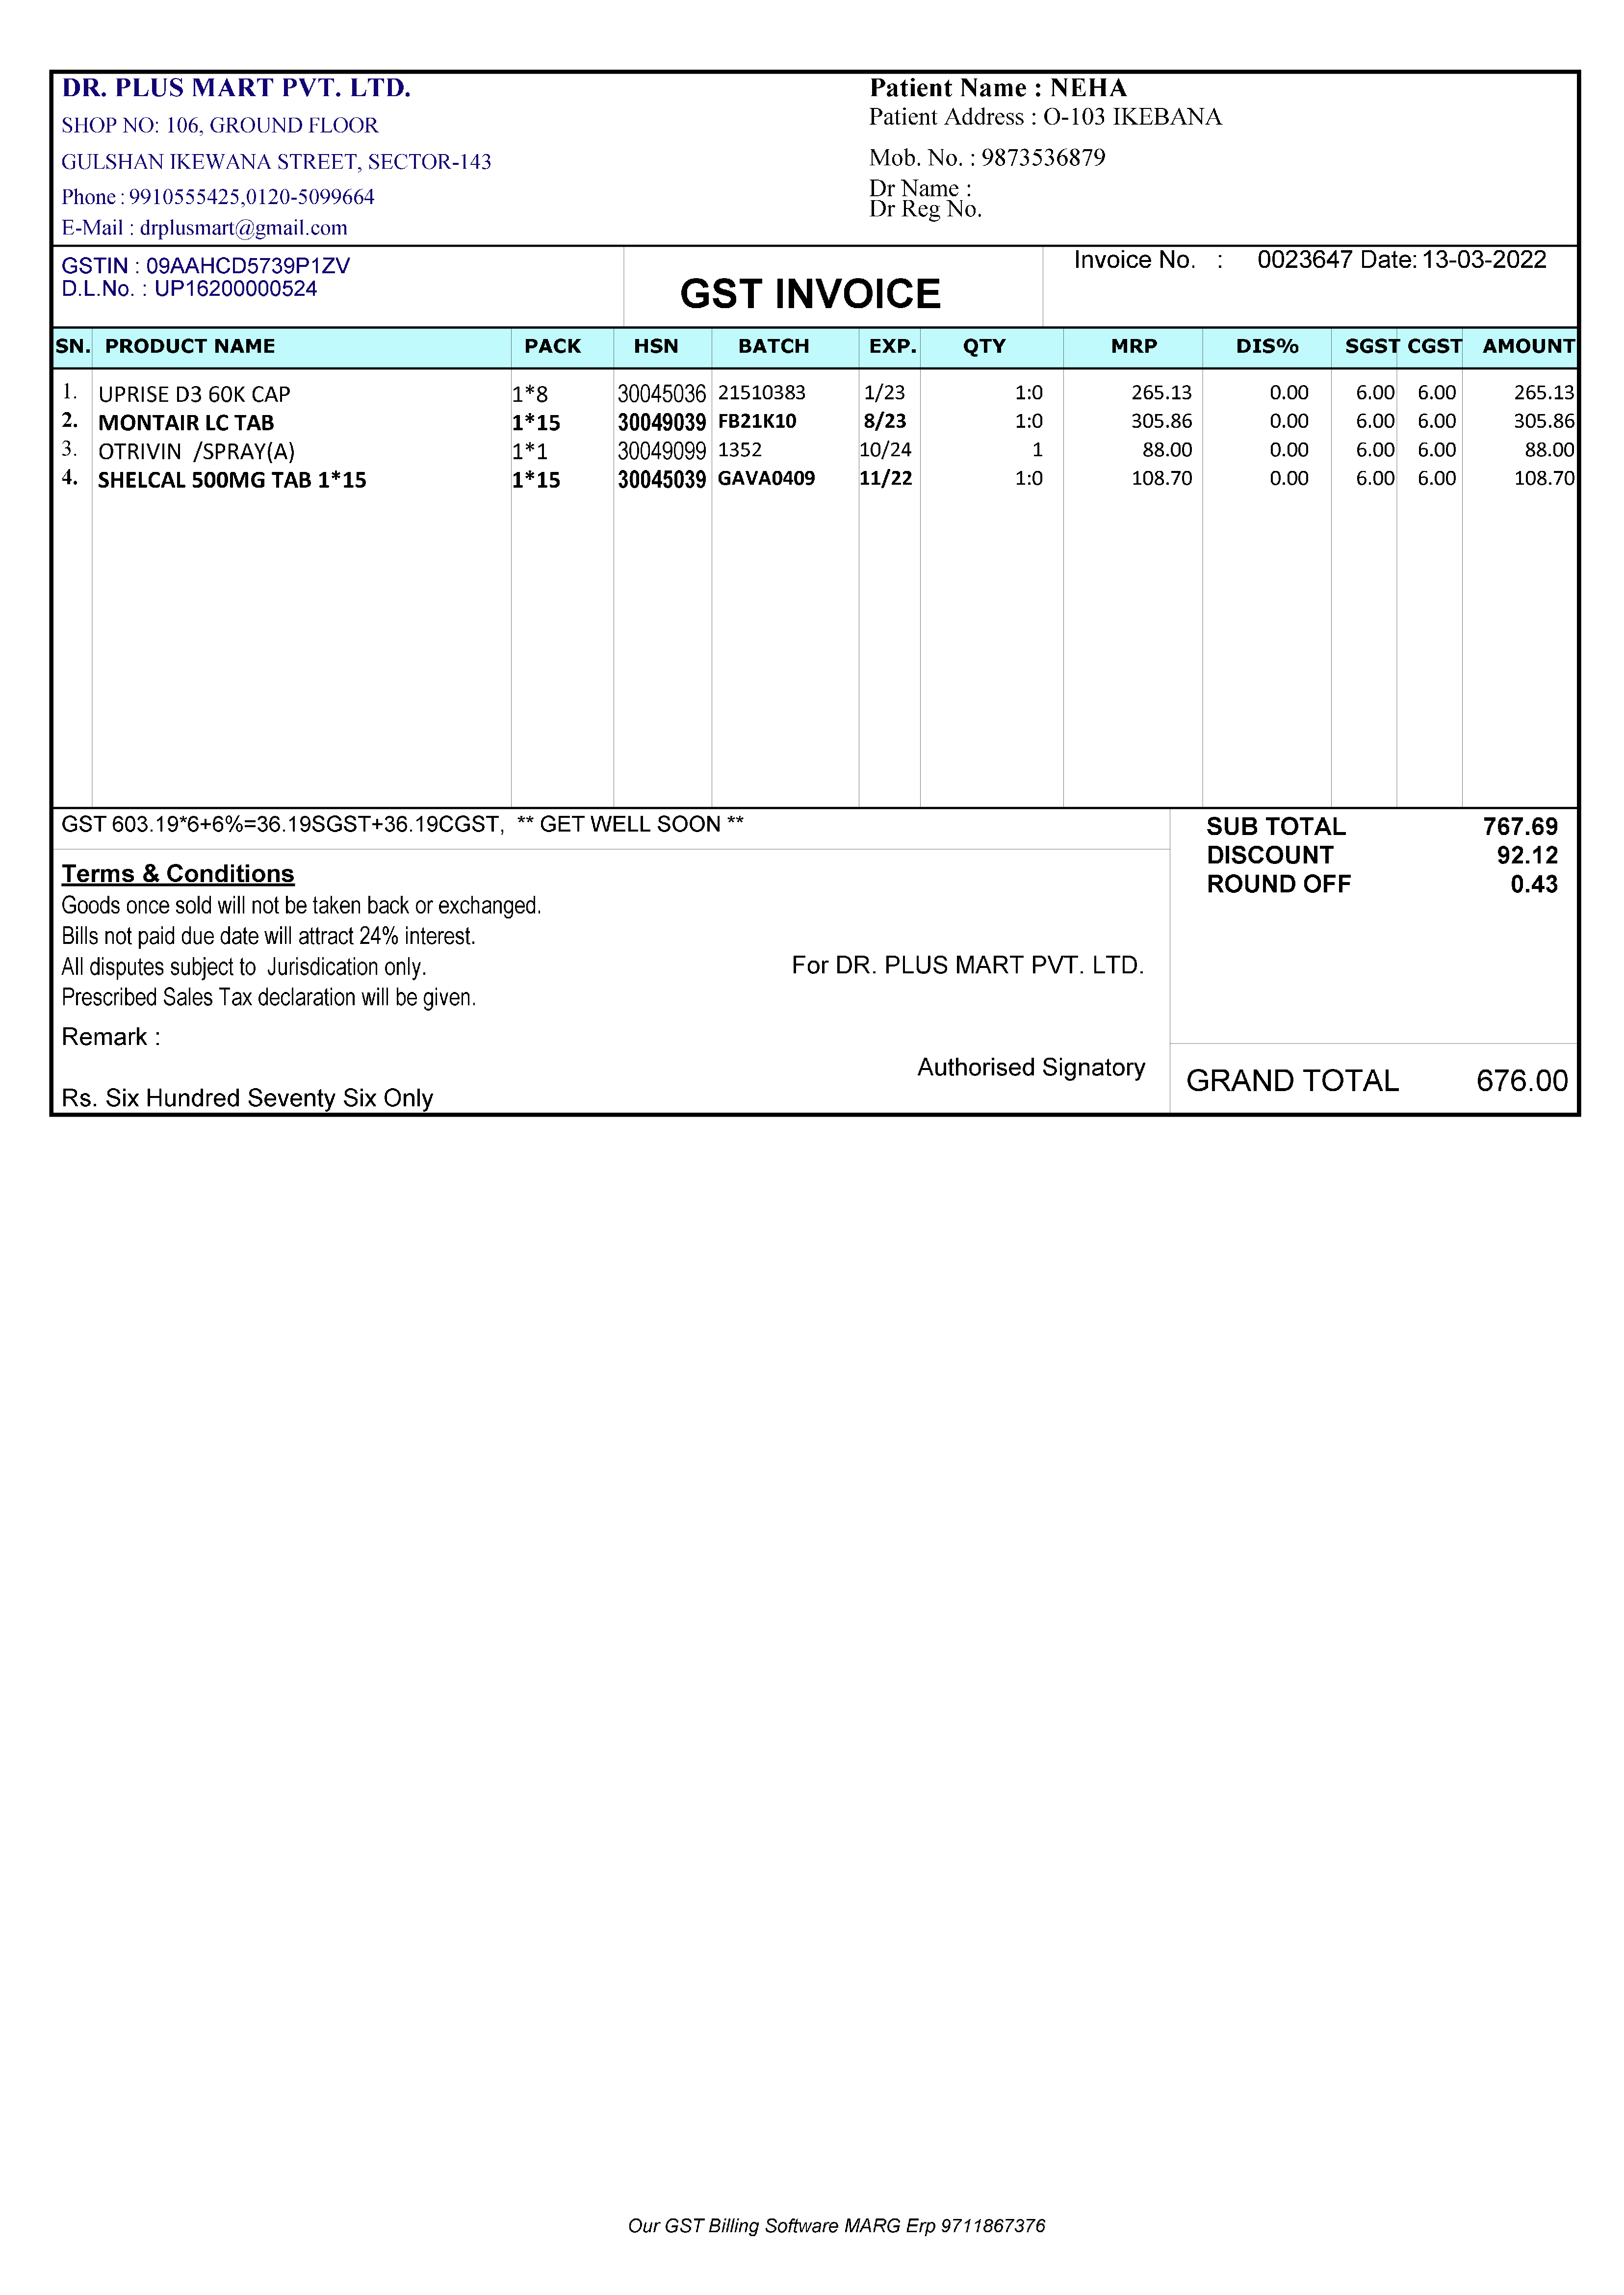 DR. PLUS MART PVT. LTD.
SHOP NO: 106, GROUND FLOOR
GULSHAN IKEWANA STREET, SECTOR-143
Phone : 9910555425,0120-5099664
E-Mail : drplusmart@gmail.com
Patient Name : NEHA
Patient Address : O-103 IKEBANA
Mob. No. : 9873536879
Dr Name :
Dr Reg No.
GSTIN : 09AAHCD5739P1ZV
D.L.No. : UP16200000524
GST INVOICE
Invoice No. : 0023647 Date: 13-03-2022
SN. PRODUCT NAME PACK HSN BATCH EXP. QTY MRP DIS% SGST CGST AMOUNT
1. UPRISE D3 60K CAP 1*8 30045036 21510383 1/23 1:0 265.13 0.00 6.00 6.00 265.13
2. MONTAIR LC TAB 1*15 30049039 FB21K10 8/23 1:0 305.86 0.00 6.00 6.00 305.86
3. OTRIVIN /SPRAY(A) 1*1 30049099 1352 10/24 1 88.00 0.00 6.00 6.00 88.00
4. SHELCAL 500MG TAB 1*15 1*15 30045039 GAVA0409 11/22 1:0 108.70 0.00 6.00 6.00 108.70
GST 603.19*6+6%=36.19SGST+36.19CGST, ** GET WELL SOON **
SUB TOTAL 767.69
DISCOUNT 92.12
ROUND OFF 0.43
Terms & Conditions
Goods once sold will not be taken back or exchanged.
Bills not paid due date will attract 24% interest.
All disputes subject to Jurisdication only.
Prescribed Sales Tax declaration will be given.
For DR. PLUS MART PVT. LTD.
Remark :
Authorised Signatory
Rs. Six Hundred Seventy Six Only
GRAND TOTAL 676.00
Our GST Billing Software MARG Erp 9711867376